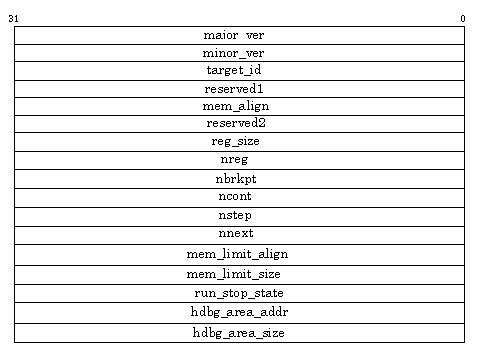 31 0
major_ver
minor_ver
target_id
reserved1
mem_align
reserved2
reg_size
nreg
nbrkpt
ncont
nstep
nnext
mem_limit_align
mem_limit_size
run_stop_state
hdbg_area_addr
hdbg_area_size